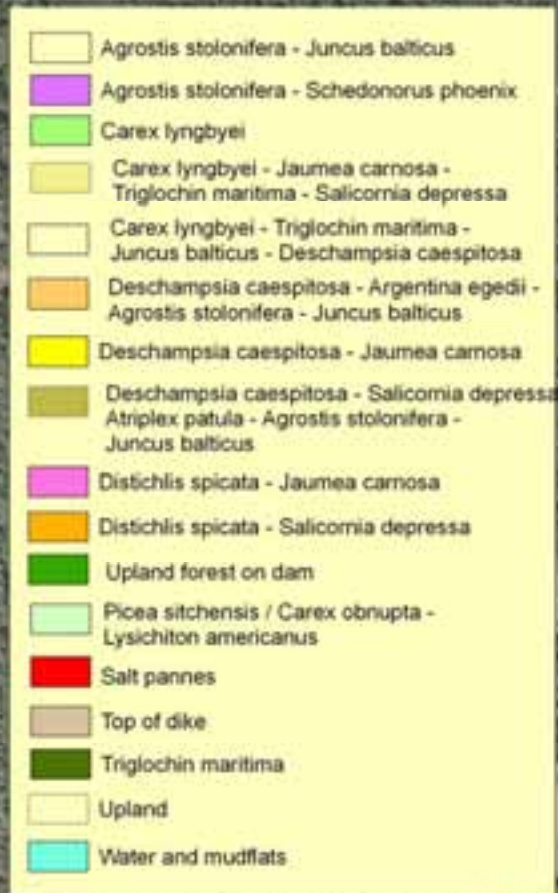 Agrostis stolonifera - Juncus balticus
Agrostis stolonifera - Schedonorus phoenix
Carex lyngbyei
Carex lyngbyei - Jaumea carnosa -
Triglochin maritima - Salicornia depressa
Carex lyngbyei - Triglochin maritima -
Juncus balticus - Deschampsia caespitosa
Deschampsia caespitosa - Argentina egedii -
Agrostis stolonifera - Juncus balticus
Deschampsia caespitosa - Jaumea carnosa
Deschampsia caespitosa - Salicornia depressa
Atriplex patula - Agrostis stolonifera -
Juncus balticus
Distichlis spicata - Jaumea carnosa
Distichlis spicata - Salicornia depressa
Upland forest on dam
Picea sitchensis / Carex obnupta -
Lysichiton americanus
Salt pannes
Top of dike
Triglochin maritima
Upland
Water and mudflats